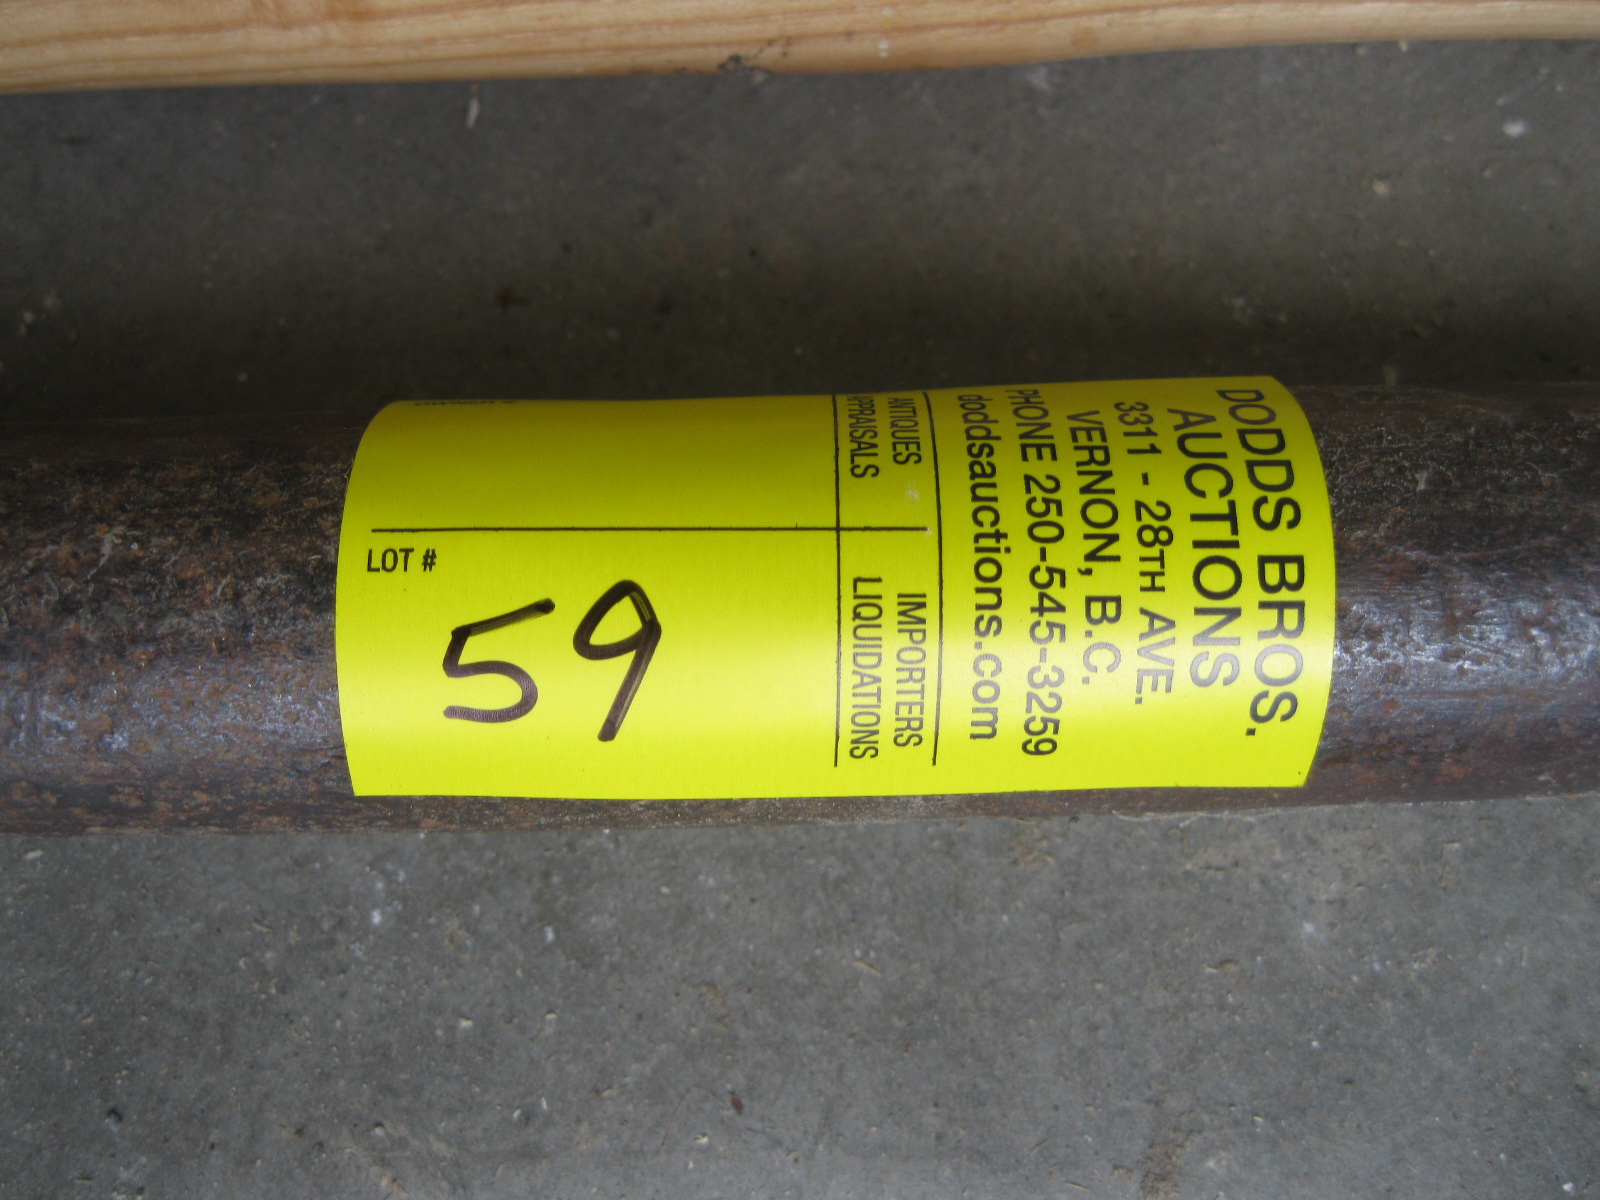 DODDS BROS.
AUCTIONS
3311 - 28TH AVE.
VERNON, B.C.
PHONE 250-545-3259
doddsauctions.com
ANTIQUES IMPORTERS
APPRAISALS LIQUIDATIONS
LOT #
59